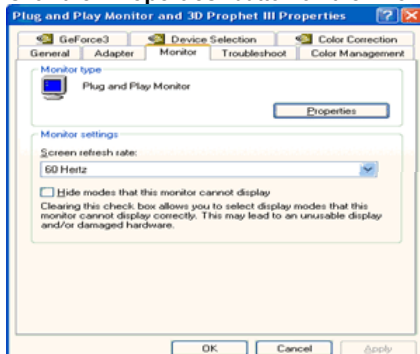 Plug and Play Monitor and 3D Prophet III Properties
GeForce3 Device Selection Color Correction
General Adapter Monitor Troubleshoot Color Management
Monitor type
Plug and Play Monitor
Properties
Monitor settings
Screen refresh rate:
60 Hertz
Hide modes that this monitor cannot display
Clearing this check box allows you to select display modes that this
monitor cannot display correctly. This may lead to an unusable display
and/or damaged hardware.
OK Cancel Apply